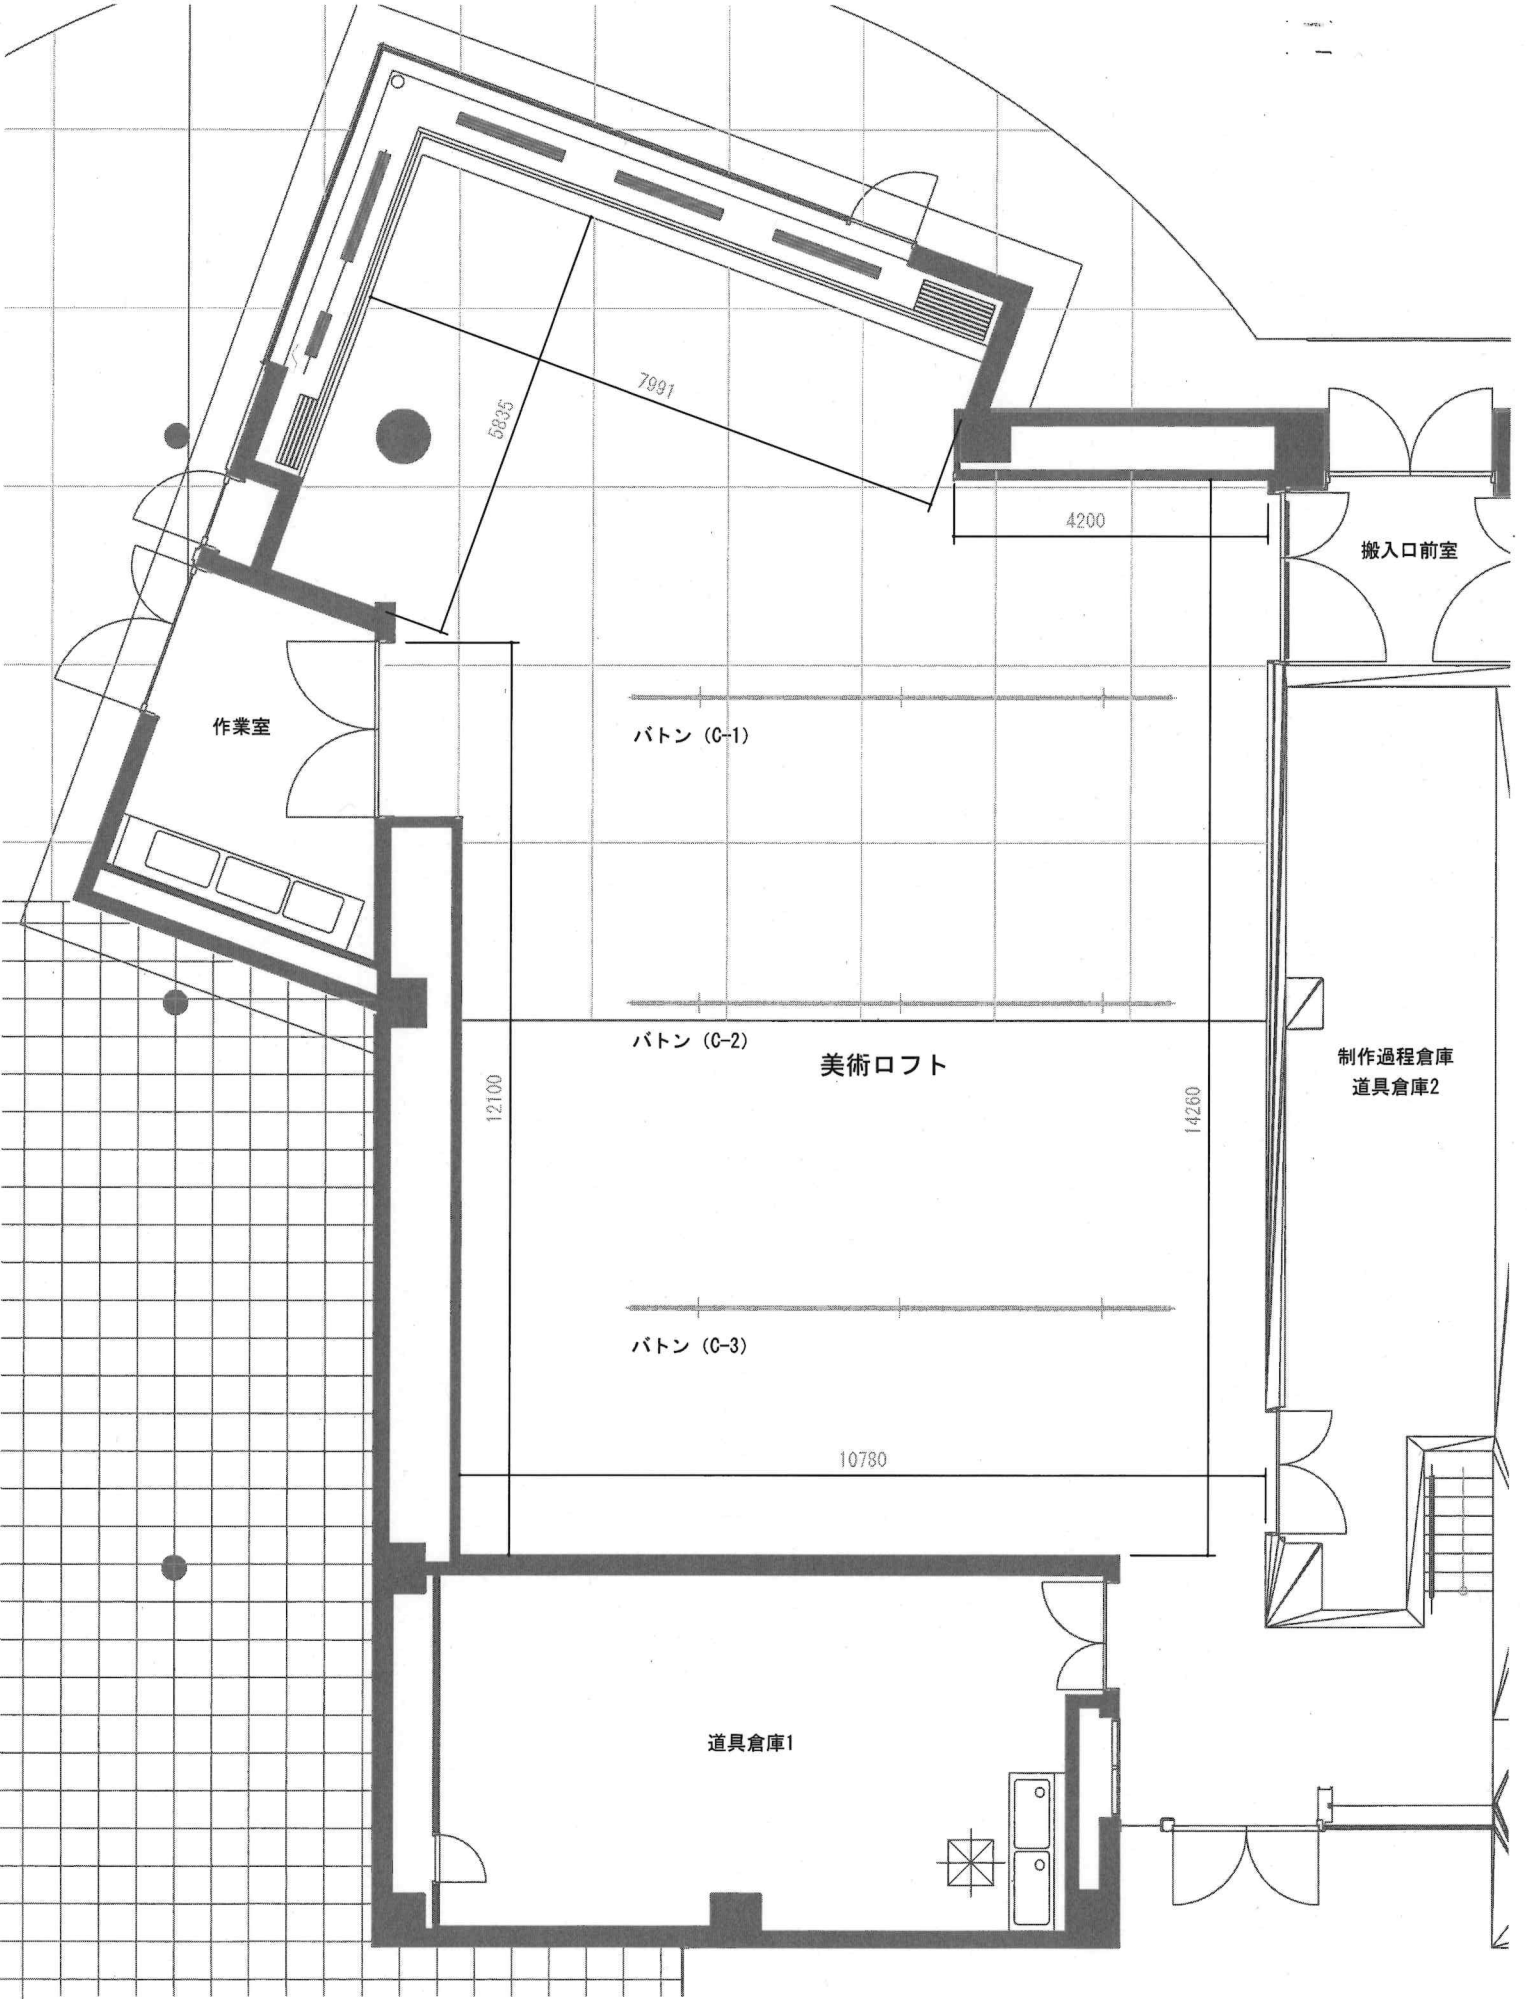 7991
5835
4200
搬入口前室
作業室
バトン（C-1）
バトン（C-2）
美術ロフト
制作過程倉庫
道具倉庫2
12100
14260
バトン（C-3）
10780
道具倉庫1